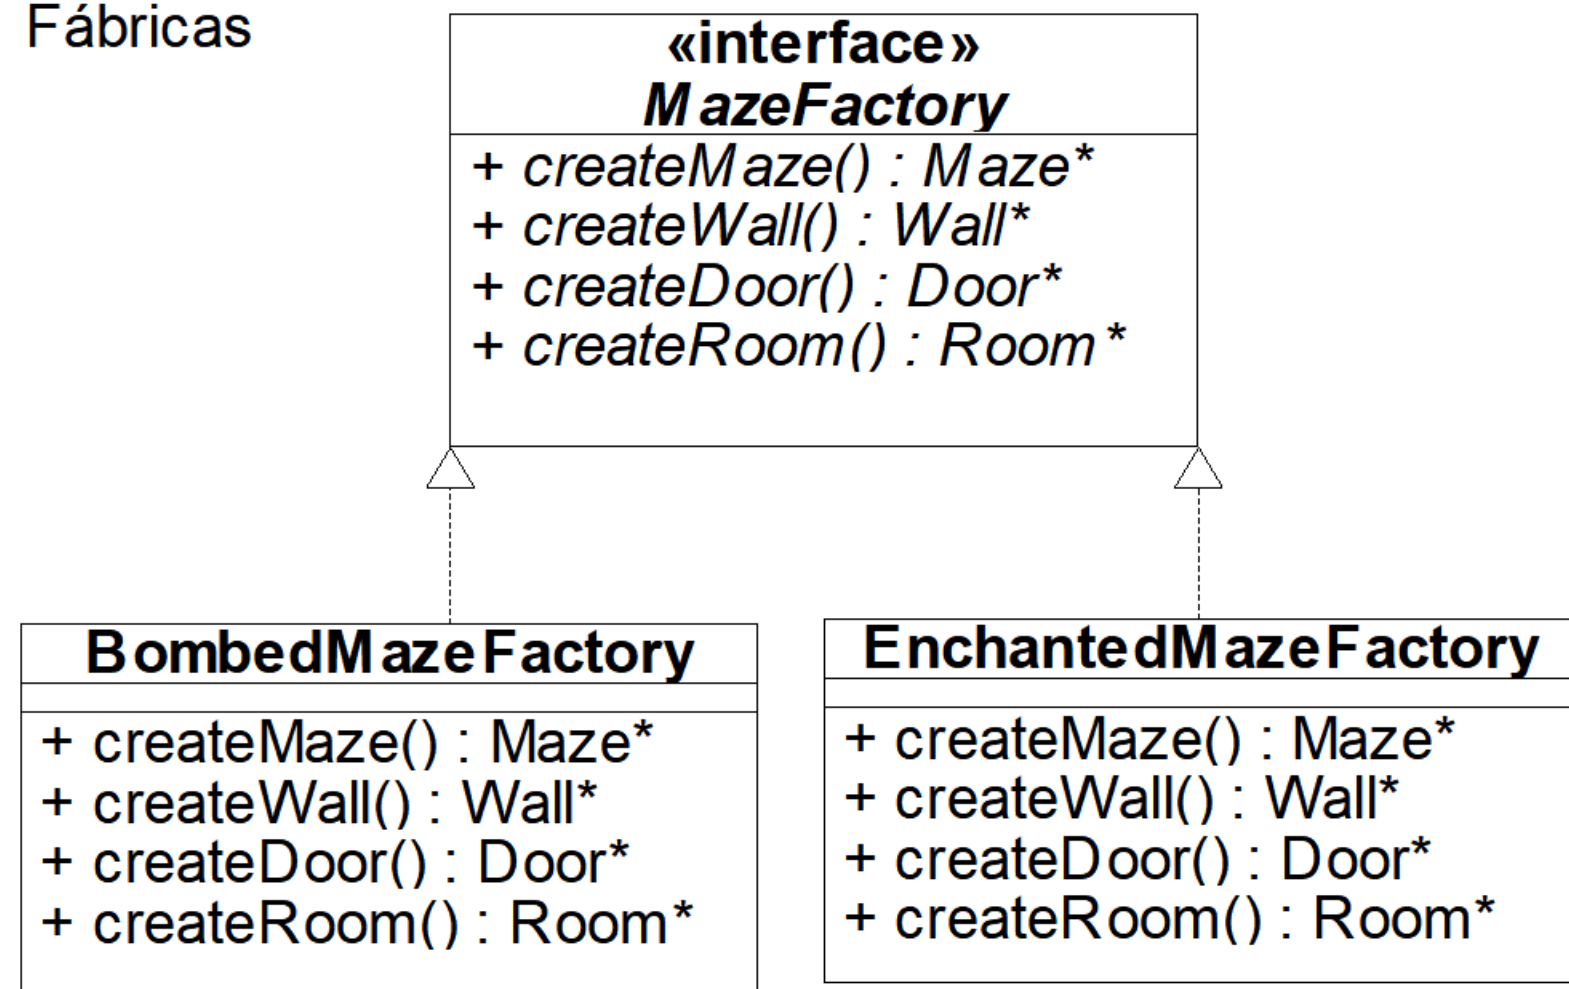 Fábricas
«interface»
MazeFactory
+ createMaze() : Maze*
+ createWall() : Wall*
+ createDoor() : Door*
+ createRoom() : Room*
BombedMazeFactory
+ createMaze() : Maze*
+ createWall() : Wall*
+ createDoor() : Door*
+ createRoom() : Room*
EnchantedMazeFactory
+ createMaze() : Maze*
+ createWall() : Wall*
+ createDoor() : Door*
+ createRoom() : Room*